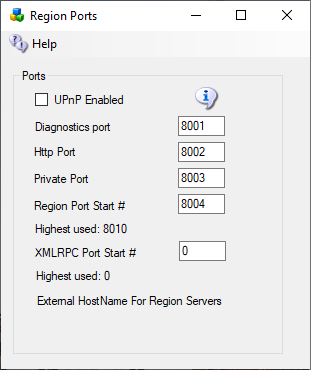 Region Ports
Help
Ports
UPnP Enabled
Diagnostics port 8001
Http Port 8002
Private Port 8003
Region Port Start # 8004
Highest used: 8010
XMLRPC Port Start # 0
Highest used: 0
External HostName For Region Servers